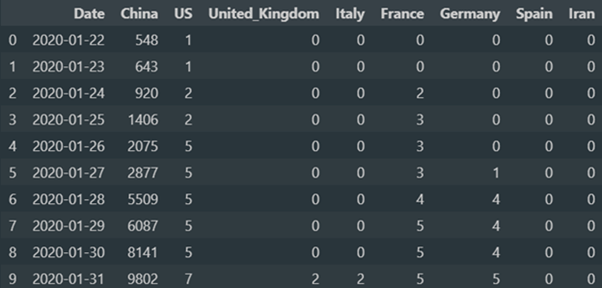 Date China US United_Kingdom Italy France Germany Spain Iran
0 2020-01-22 548 1 0 0 0 0 0 0
1 2020-01-23 643 1 0 0 0 0 0 0
2 2020-01-24 920 2 0 0 2 0 0 0
3 2020-01-25 1406 2 0 0 3 0 0 0
4 2020-01-26 2075 5 0 0 3 0 0 0
5 2020-01-27 2877 5 0 0 3 1 0 0
6 2020-01-28 5509 5 0 0 4 4 0 0
7 2020-01-29 6087 5 0 0 5 4 0 0
8 2020-01-30 8141 5 0 0 5 4 0 0
9 2020-01-31 9802 7 2 2 5 5 0 0